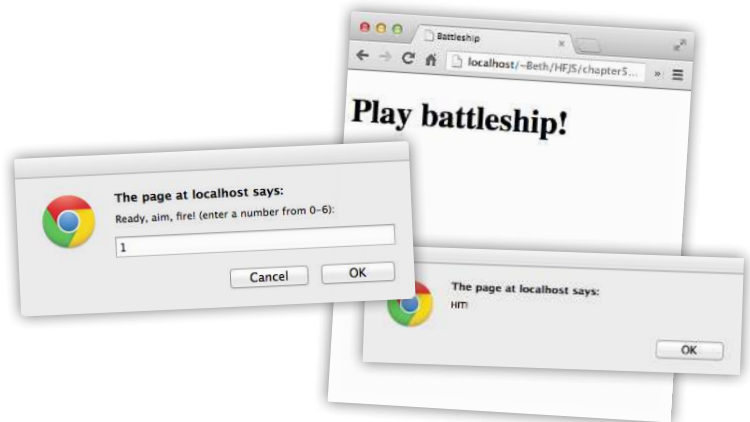 Battleship
localhost/~Beth/HFJS/chapter5...
Play battleship!
The page at localhost says:
Ready, aim, fire! (enter a number from 0-6):
1
Cancel OK
The page at localhost says:
HIT!
OK